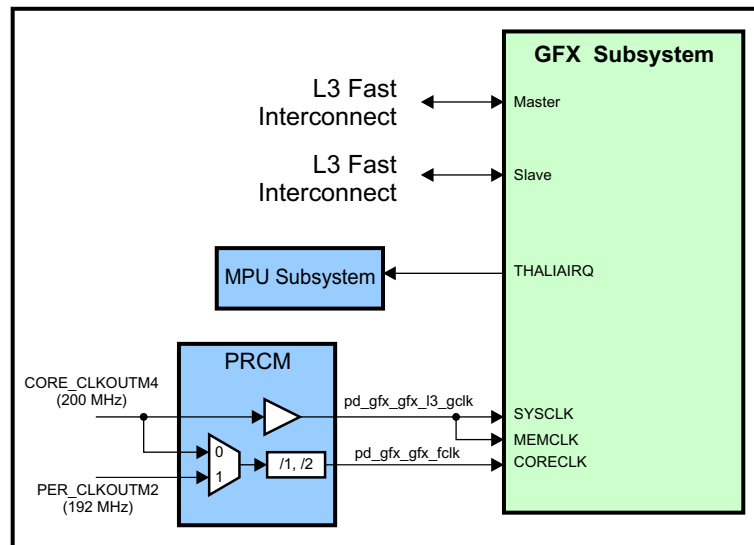 GFX Subsystem
L3 Fast
Interconnect
Master
L3 Fast
Interconnect
Slave
MPU Subsystem
THALIAIRQ
PRCM
CORE_CLKOUTM4
(200 MHz)
pd_gfx_gfx_l3_gclk
SYSCLK
MEMCLK
0
/1, /2
pd_gfx_gfx_fclk
CORECLK
1
PER_CLKOUTM2
(192 MHz)